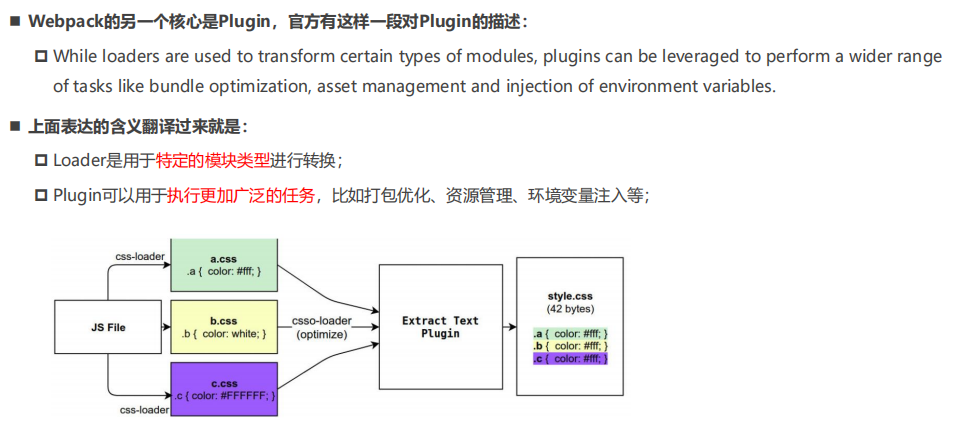 Webpack的另一个核心是Plugin，官方有这样一段对Plugin的描述：
While loaders are used to transform certain types of modules, plugins can be leveraged to perform a wider range
of tasks like bundle optimization, asset management and injection of environment variables.
上面表达的含义翻译过来就是：
Loader是用于特定的模块类型进行转换；
Plugin可以用于执行更加广泛的任务，比如打包优化、资源管理、环境变量注入等；
css-loader
a.css
.a { color: #fff; }
JS File
b.css
.b { color: white; }
csso-loader
(optimize)
c.css
.c { color: #FFFFFF; }
css-loader
Extract Text
Plugin
style.css
(42 bytes)
.a { color: #fff; }
.b { color: #fff; }
.c { color: #fff; }